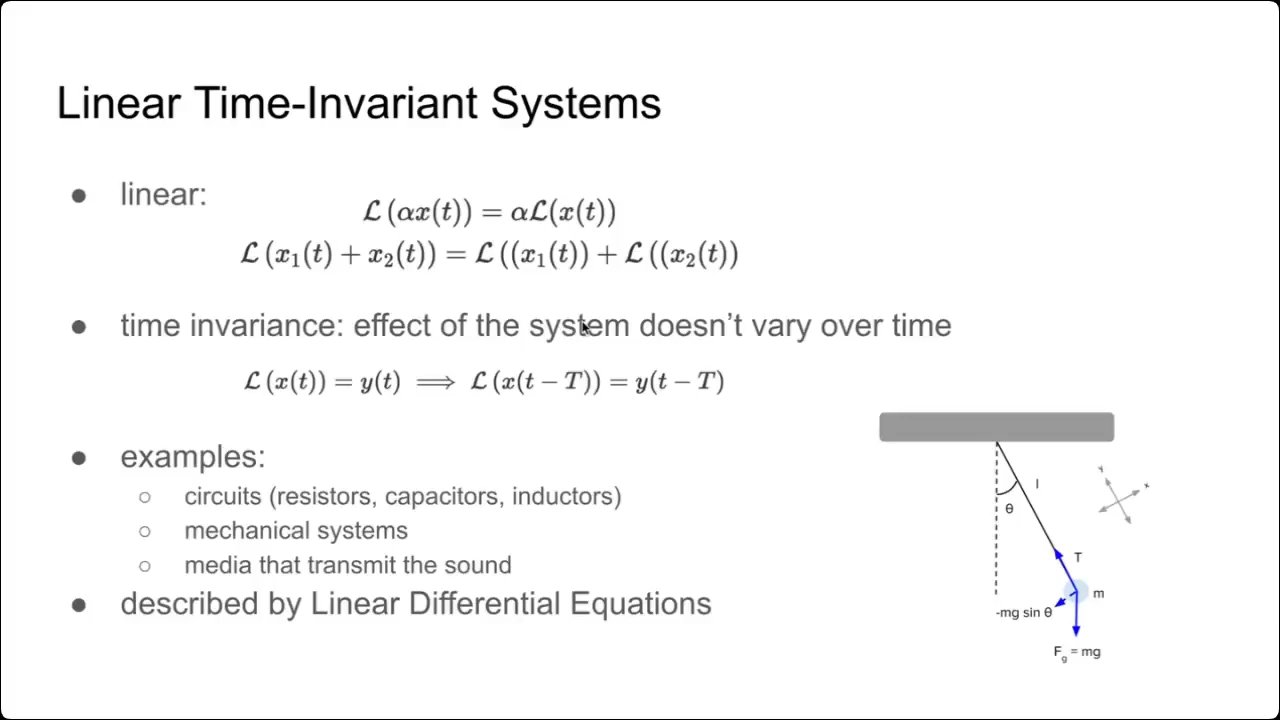 Linear Time-Invariant Systems
● linear:
ℒ (αx(t)) = αℒ(x(t))
ℒ (x₁(t) + x₂(t)) = ℒ ((x₁(t)) + ℒ ((x₂(t))
● time invariance: effect of the system doesn’t vary over time
ℒ (x(t)) = y(t) ⟹ ℒ (x(t − T)) = y(t − T)
● examples:
○ circuits (resistors, capacitors, inductors)
○ mechanical systems
○ media that transmit the sound
● described by Linear Differential Equations
Y
x
l
θ
T
m
-mg sin θ
F_g = mg